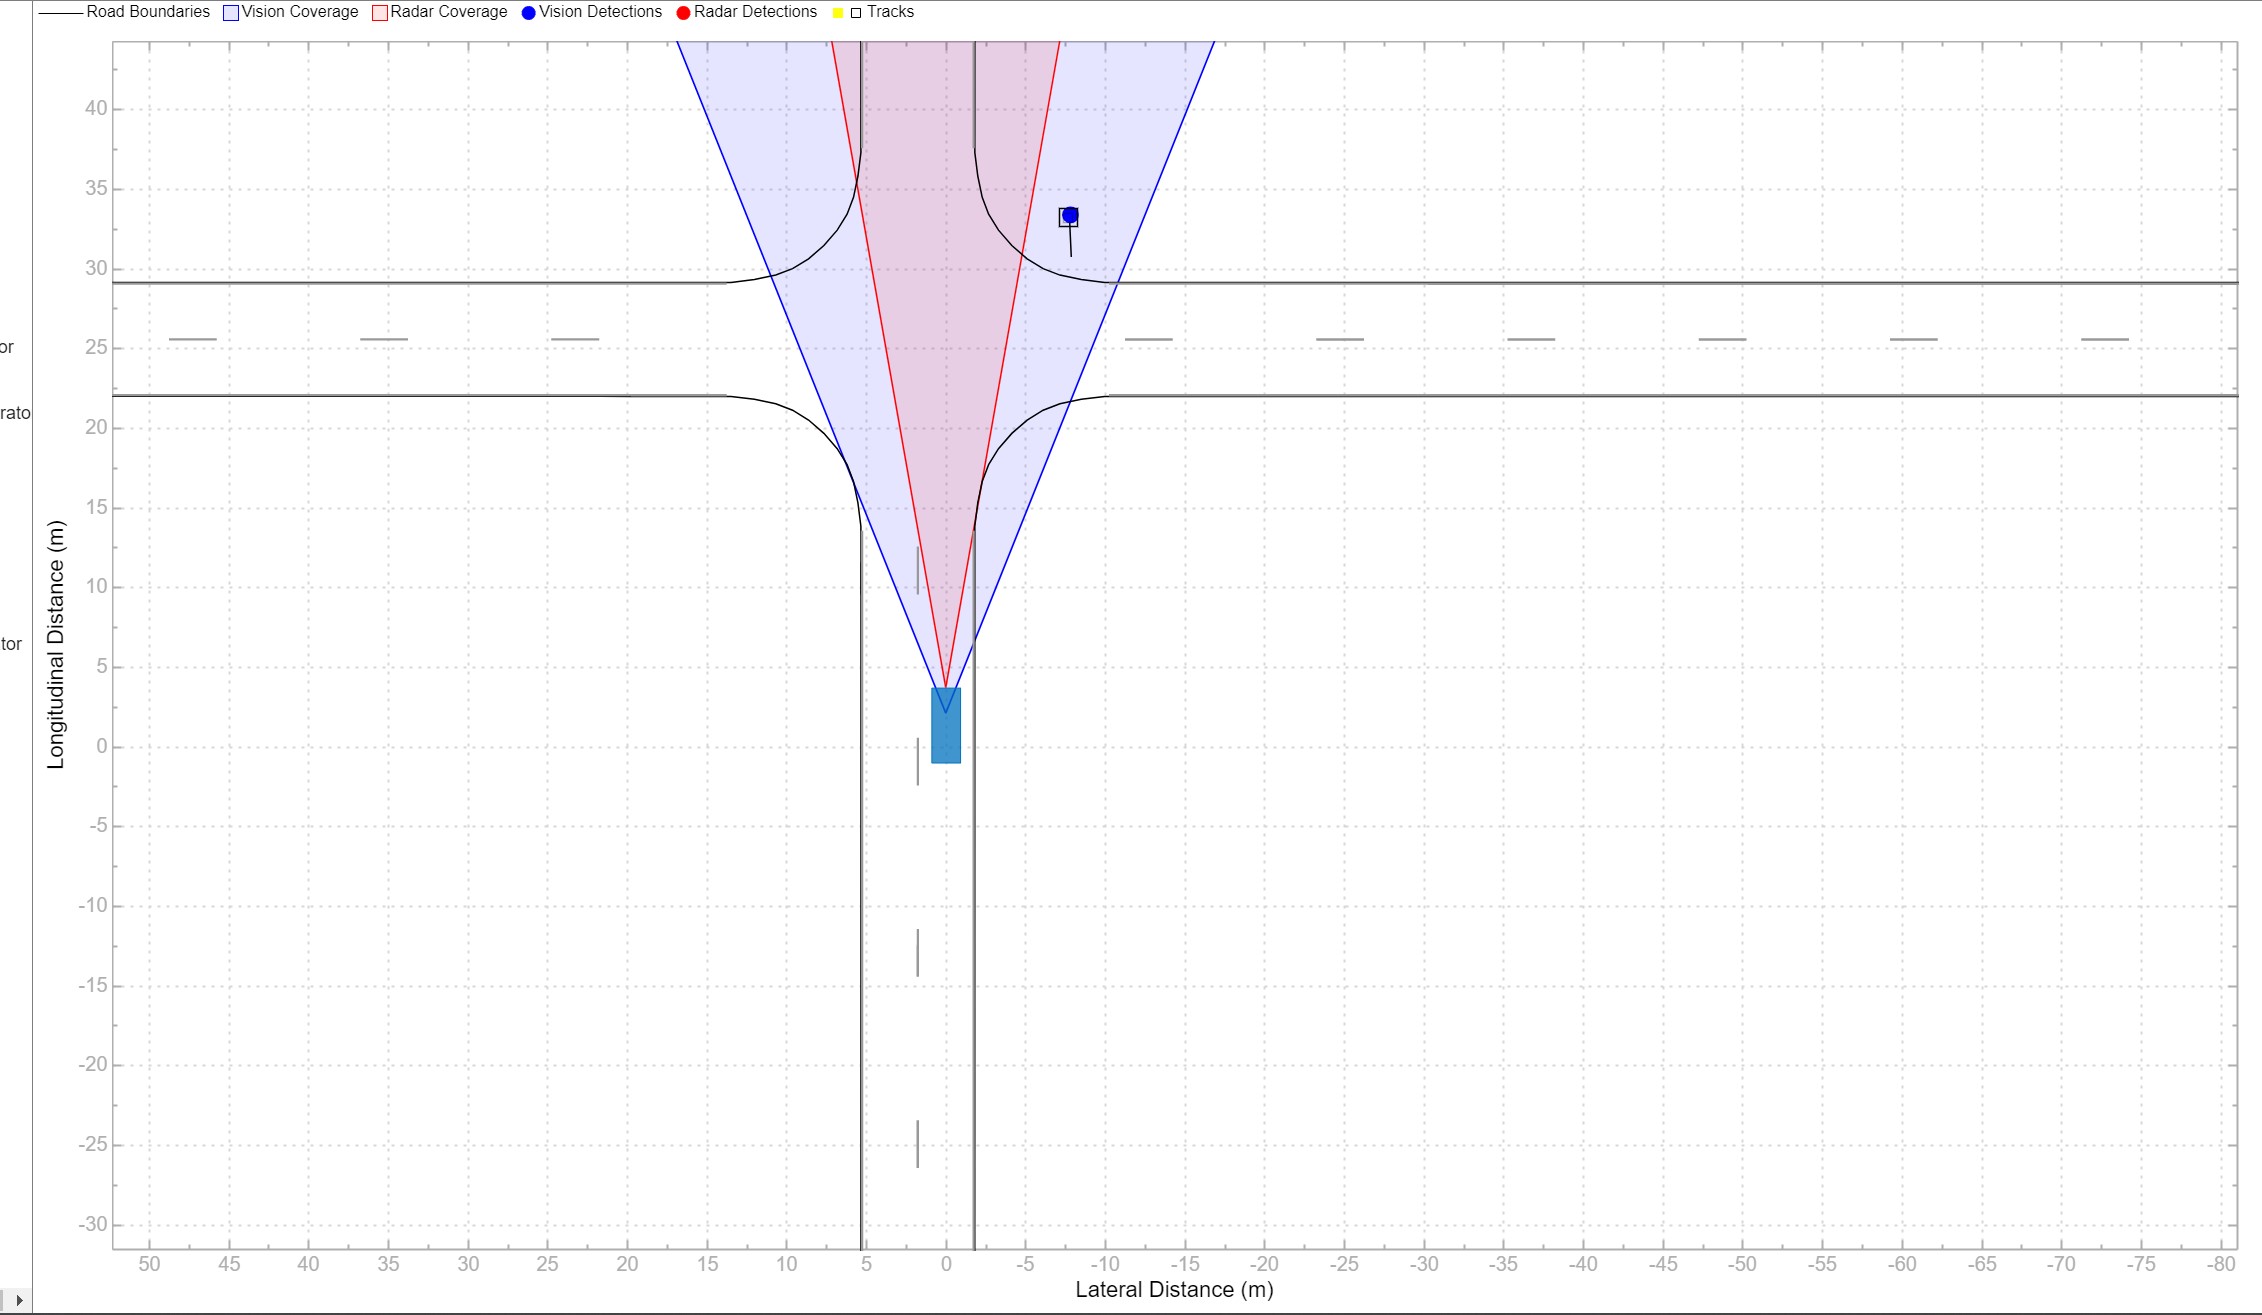 Road Boundaries Vision Coverage Radar Coverage Vision Detections Radar Detections Tracks
or
rato
tor
Longitudinal Distance (m)
40
35
30
25
20
15
10
5
0
-5
-10
-15
-20
-25
-30
50 45 40 35 30 25 20 15 10 5 0 -5 -10 -15 -20 -25 -30 -35 -40 -45 -50 -55 -60 -65 -70 -75 -80
Lateral Distance (m)